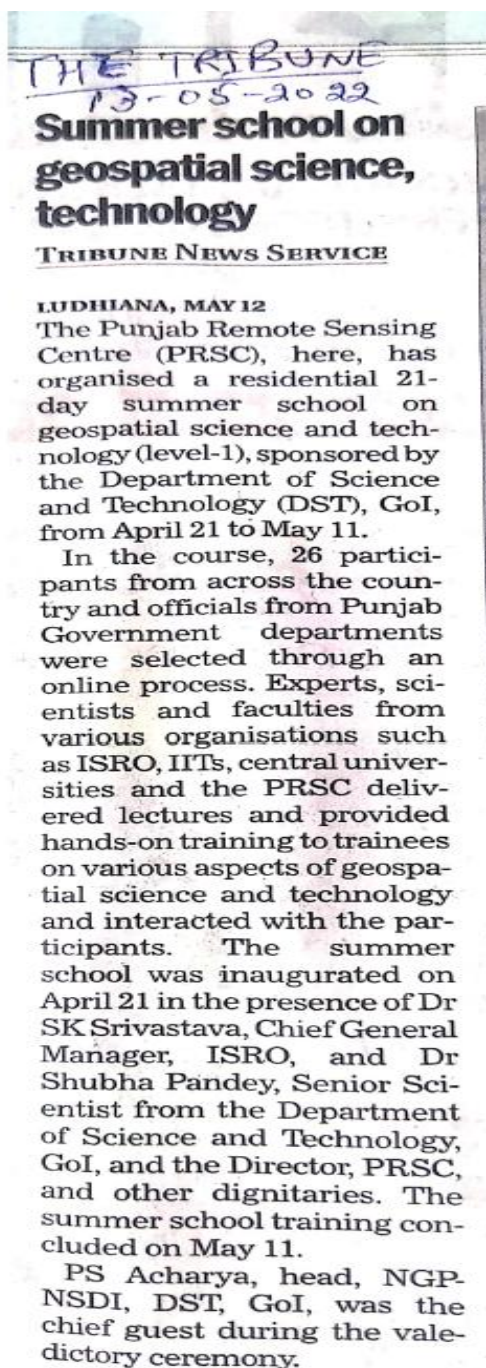 THE TRIBUNE
13-05-2022
Summer school on
geospatial science,
technology
TRIBUNE NEWS SERVICE
LUDHIANA, MAY 12
The Punjab Remote Sensing
Centre (PRSC), here, has
organised a residential 21-
day summer school on
geospatial science and tech-
nology (level-1), sponsored by
the Department of Science
and Technology (DST), GoI,
from April 21 to May 11.
In the course, 26 partici-
pants from across the coun-
try and officials from Punjab
Government departments
were selected through an
online process. Experts, sci-
entists and faculties from
various organisations such
as ISRO, IITs, central univer-
sities and the PRSC deliv-
ered lectures and provided
hands-on training to trainees
on various aspects of geospa-
tial science and technology
and interacted with the par-
ticipants. The summer
school was inaugurated on
April 21 in the presence of Dr
SK Srivastava, Chief General
Manager, ISRO, and Dr
Shubha Pandey, Senior Sci-
entist from the Department
of Science and Technology,
GoI, and the Director, PRSC,
and other dignitaries. The
summer school training con-
cluded on May 11.
PS Acharya, head, NGP-
NSDI, DST, GoI, was the
chief guest during the vale-
dictory ceremony.